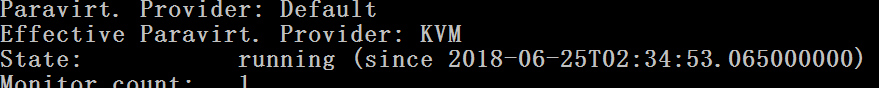 Paravirt. Provider: Default
Effective Paravirt. Provider: KVM
State:           running (since 2018-06-25T02:34:53.065000000)
Monitor count:   1